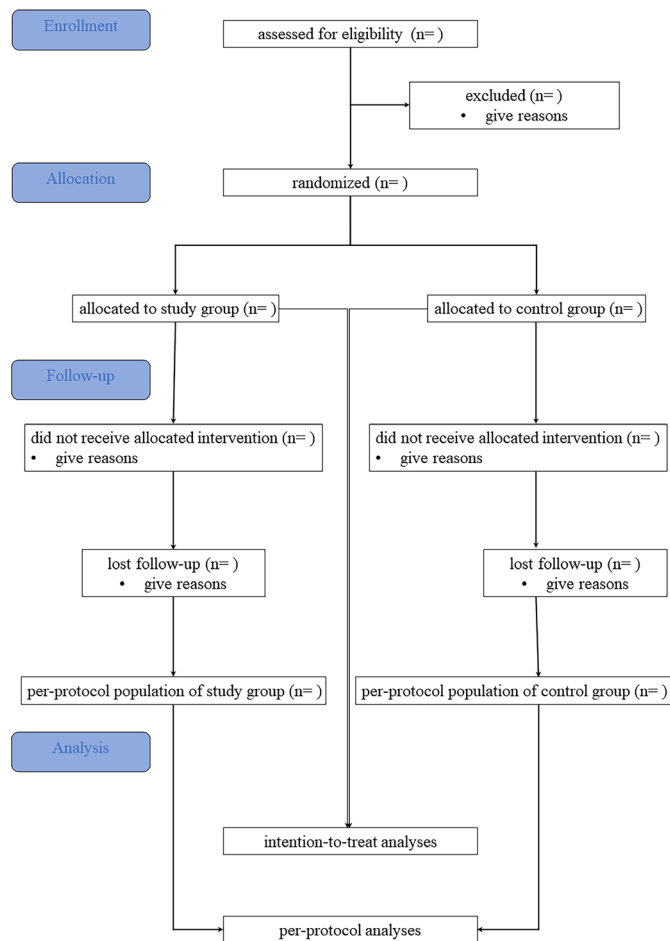 Enrollment
assessed for eligibility (n= )
excluded (n= )
• give reasons
Allocation
randomized (n= )
allocated to study group (n= )
allocated to control group (n= )
Follow-up
did not receive allocated intervention (n= )
• give reasons
did not receive allocated intervention (n= )
• give reasons
lost follow-up (n= )
• give reasons
lost follow-up (n= )
• give reasons
per-protocol population of study group (n= )
per-protocol population of control group (n= )
Analysis
intention-to-treat analyses
per-protocol analyses